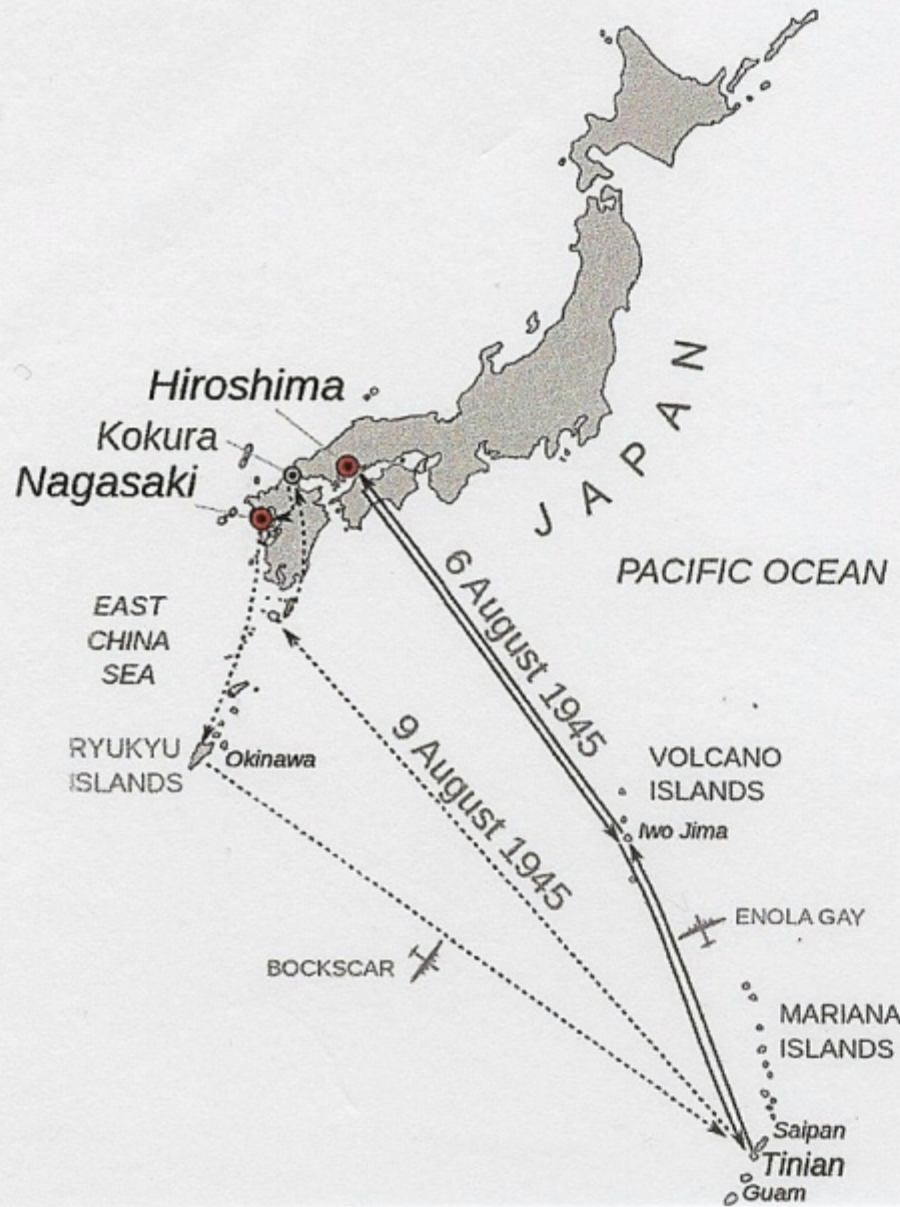 Hiroshima
Kokura
Nagasaki
JAPAN
PACIFIC OCEAN
EAST
CHINA
SEA
6 August 1945
9 August 1945
RYUKYU
ISLANDS
Okinawa
VOLCANO
ISLANDS
Iwo Jima
ENOLA GAY
BOCKSCAR
MARIANA
ISLANDS
Saipan
Tinian
Guam